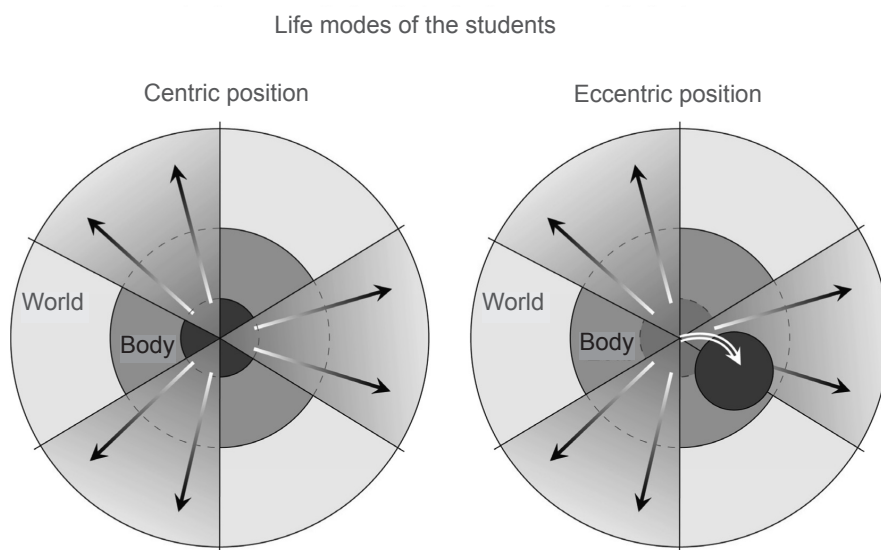 Life modes of the students
Centric position
Eccentric position
World
Body
World
Body